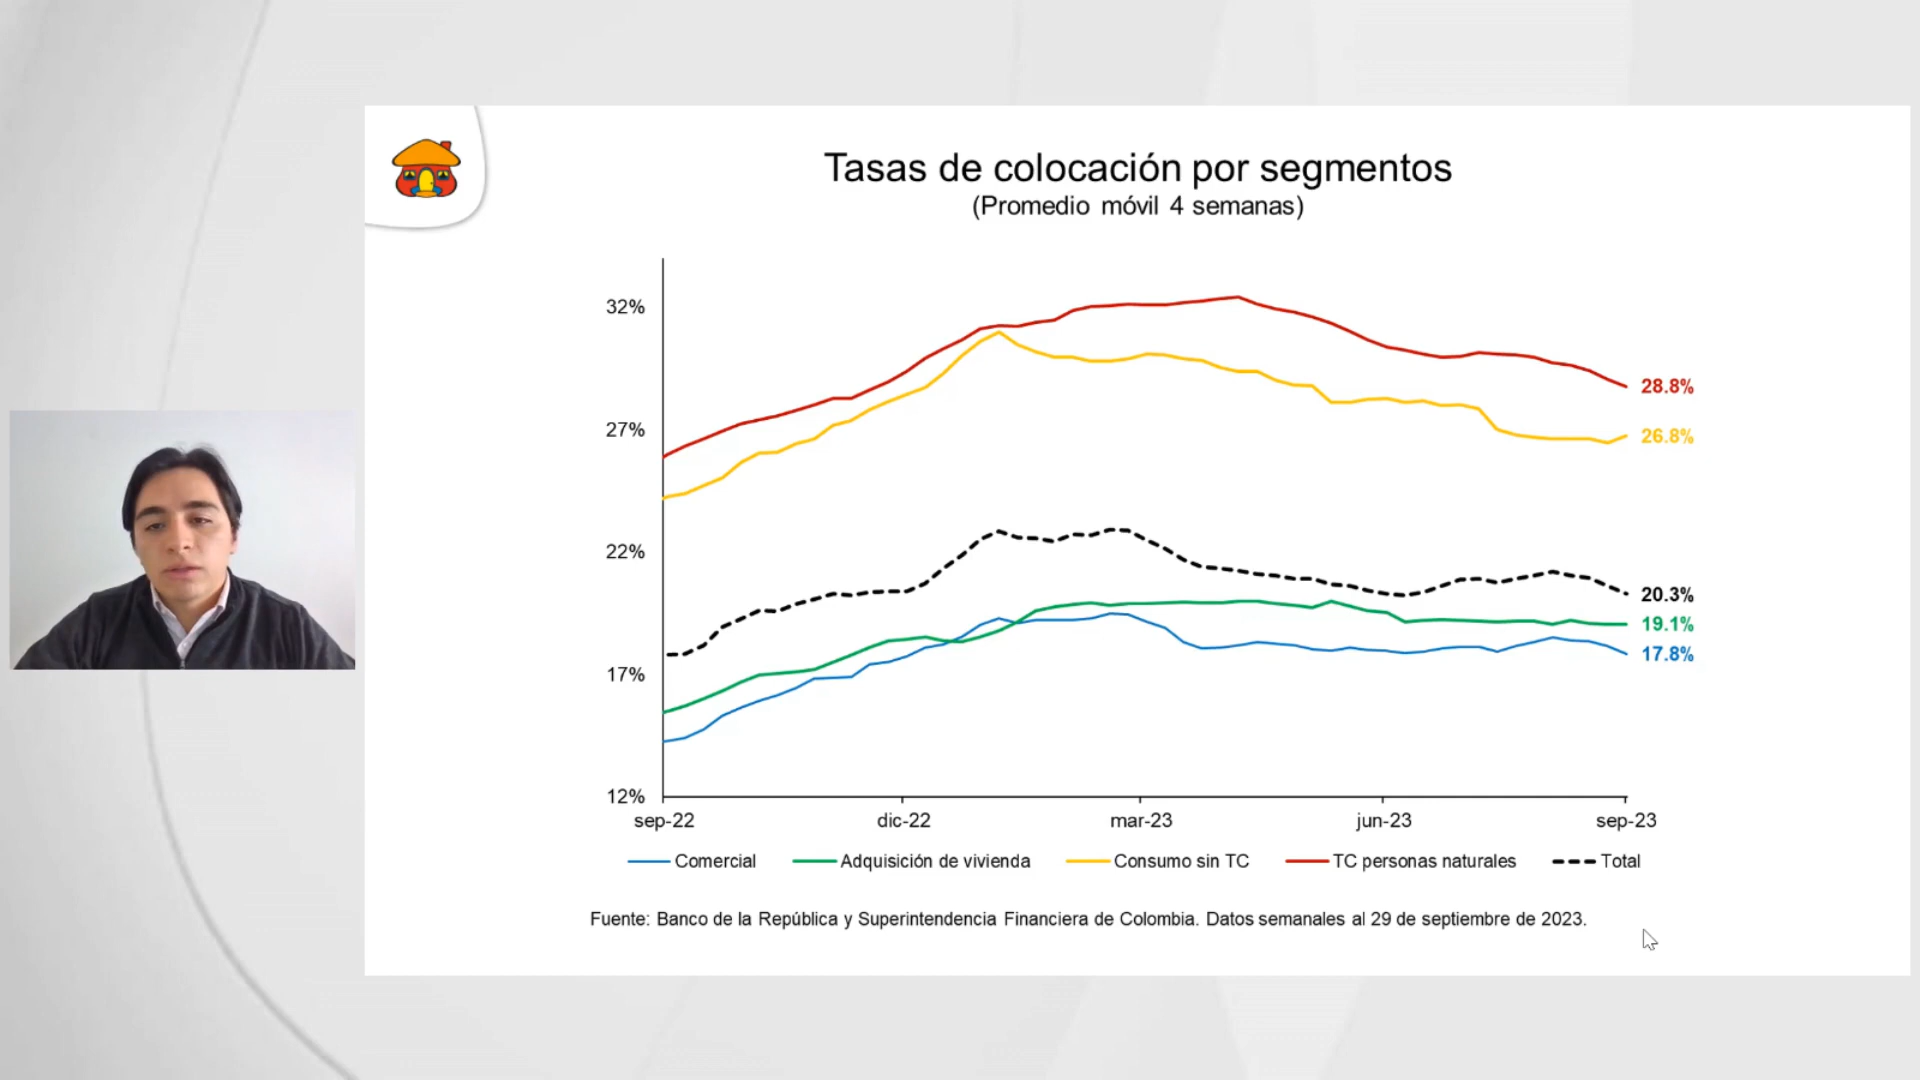 Tasas de colocación por segmentos
(Promedio móvil 4 semanas)
32%
27%
22%
17%
12%
28.8%
26.8%
20.3%
19.1%
17.8%
sep-22 dic-22 mar-23 jun-23 sep-23
Comercial Adquisición de vivienda Consumo sin TC TC personas naturales Total
Fuente: Banco de la República y Superintendencia Financiera de Colombia. Datos semanales al 29 de septiembre de 2023.